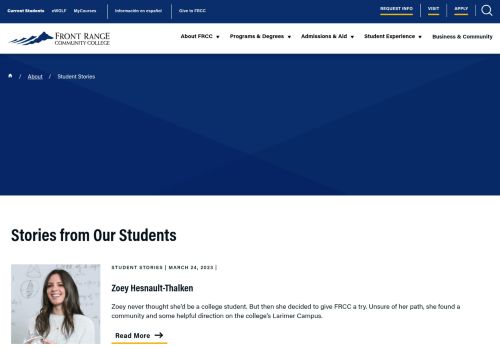 Current Students eWOLF MyCourses Información en español Give to FRCC REQUEST INFO VISIT APPLY
FRONT RANGE
COMMUNITY COLLEGE
About FRCC Programs & Degrees Admissions & Aid Student Experience Business & Community
/ About / Student Stories
Stories from Our Students
STUDENT STORIES | MARCH 24, 2023 |
Zoey Hesnault-Thalken
Zoey never thought she'd be a college student. But then she decided to give FRCC a try. Unsure of her path, she found a
community and some helpful direction on the college's Larimer Campus.
Read More